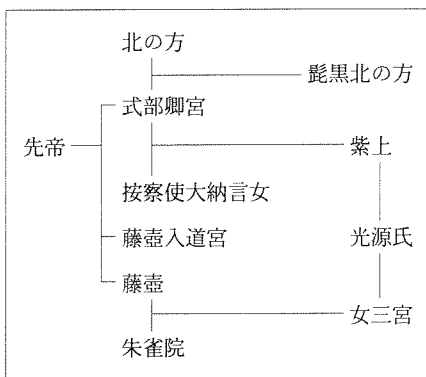 北の方
髭黒北の方
式部卿宮
先帝
紫上
按察使大納言女
藤壺入道宮
光源氏
藤壺
女三宮
朱雀院